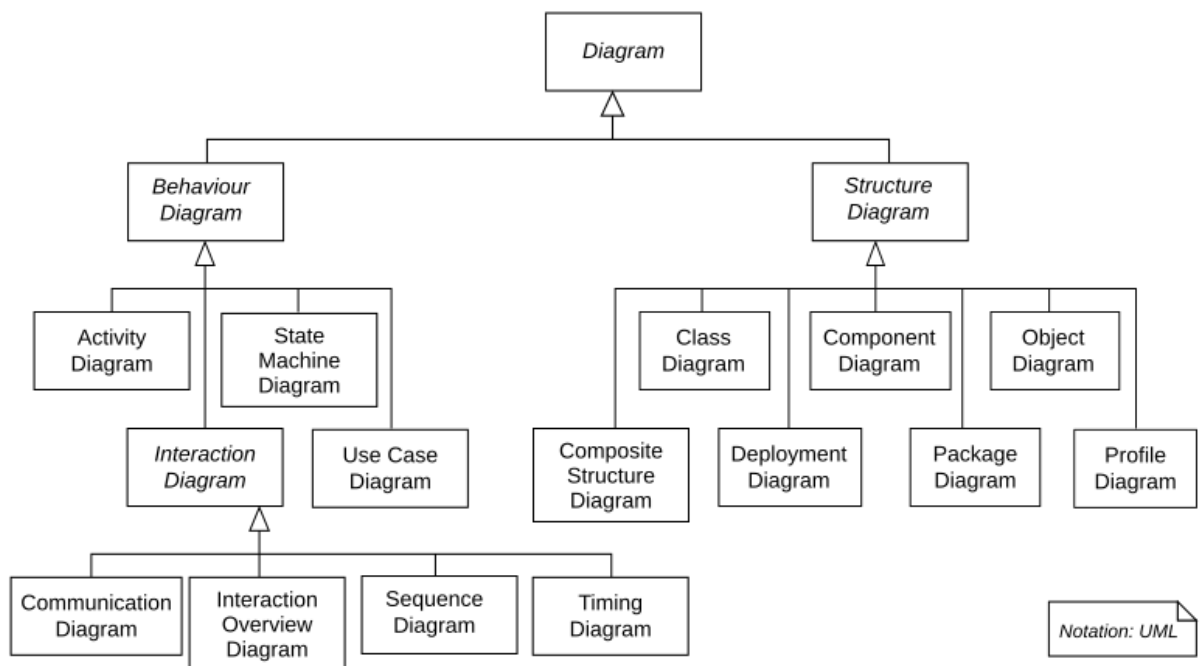 Diagram
Behaviour
Diagram
Structure
Diagram
Activity
Diagram
State
Machine
Diagram
Class
Diagram
Component
Diagram
Object
Diagram
Interaction
Diagram
Use Case
Diagram
Composite
Structure
Diagram
Deployment
Diagram
Package
Diagram
Profile
Diagram
Communication
Diagram
Interaction
Overview
Diagram
Sequence
Diagram
Timing
Diagram
Notation: UML